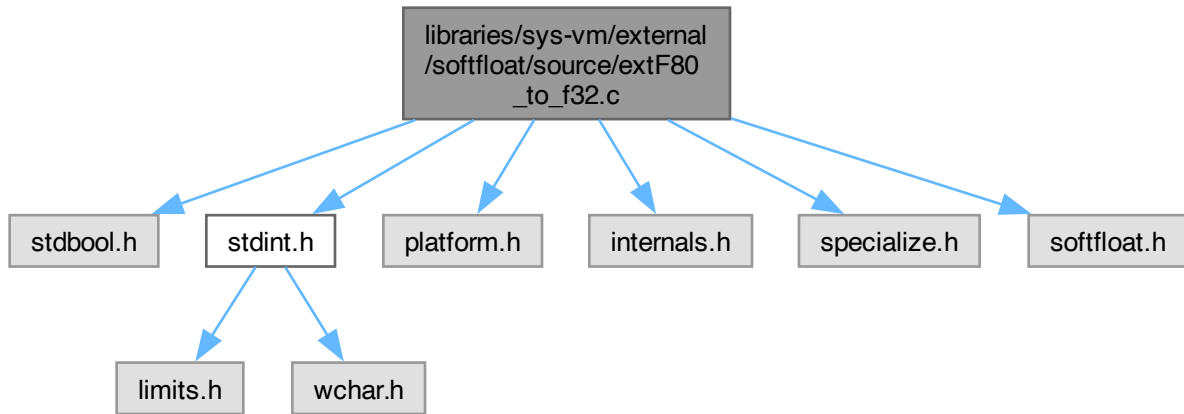 libraries/sys-vm/external
/softfloat/source/extF80
_to_f32.c
stdbool.h
stdint.h
platform.h
internals.h
specialize.h
softfloat.h
limits.h
wchar.h